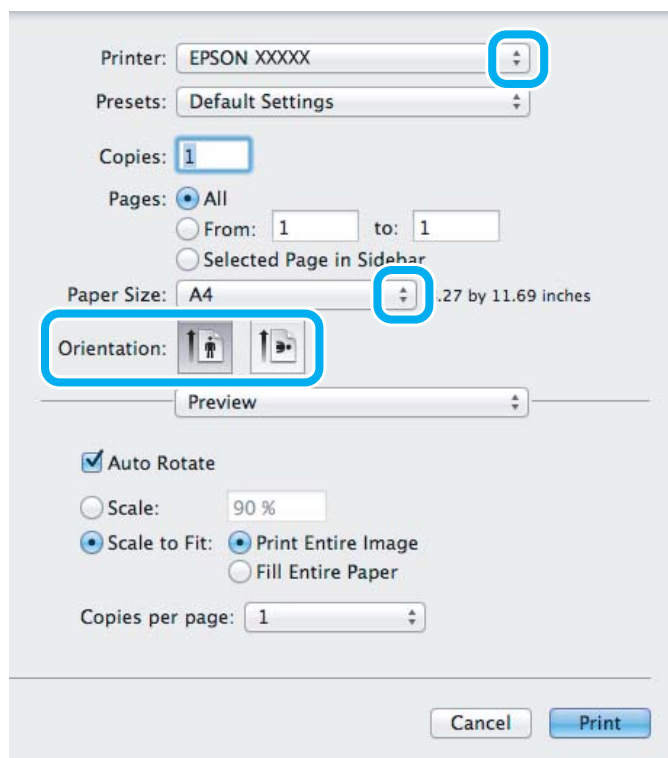 Printer: EPSON XXXXX
Presets: Default Settings
Copies: 1
Pages: All
From: 1 to: 1
Selected Page in Sidebar
Paper Size: A4 .27 by 11.69 inches
Orientation:
Preview
Auto Rotate
Scale: 90 %
Scale to Fit: Print Entire Image
Fill Entire Paper
Copies per page: 1
Cancel Print